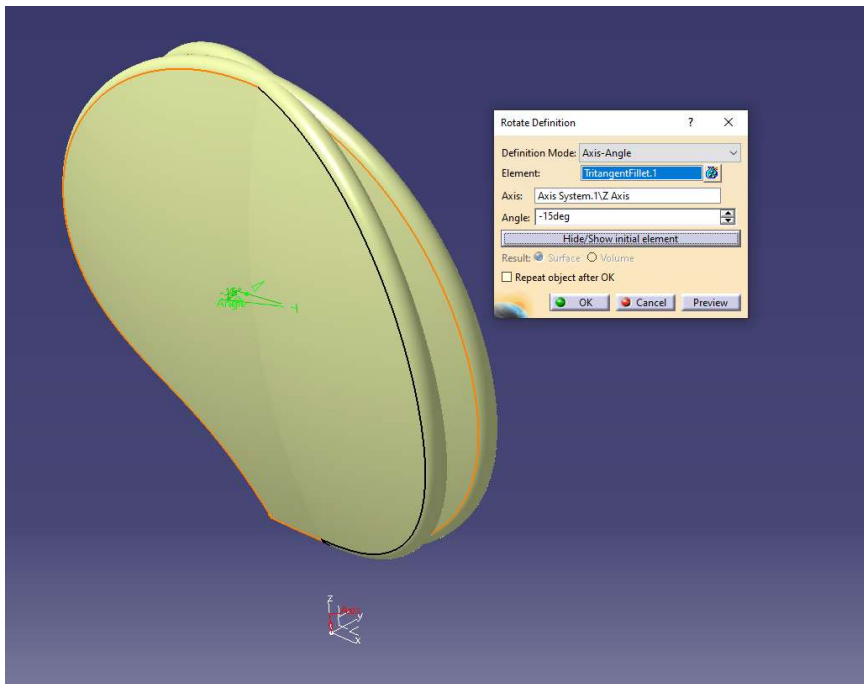 Rotate Definition ? X
Definition Mode: Axis-Angle
Element: TritangentFillet.1
Axis: Axis System.1\Z Axis
Angle: -15deg
Hide/Show initial element
Result: Surface Volume
Repeat object after OK
OK Cancel Preview
Angle
z
y
x